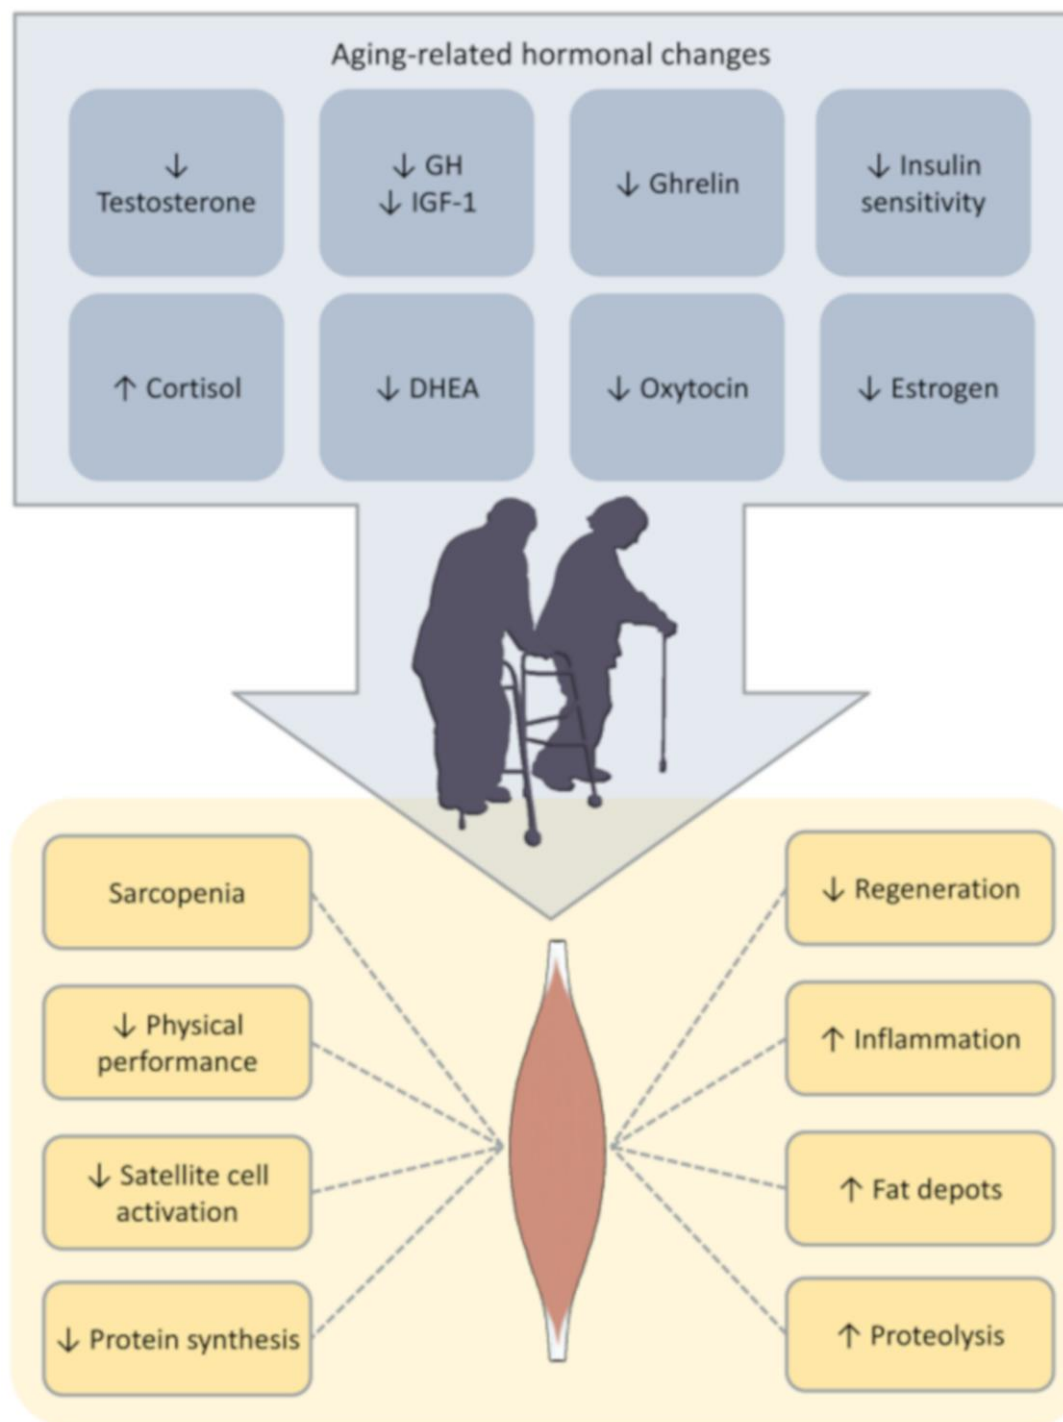 Aging-related hormonal changes
↓
Testosterone
↓ GH
↓ IGF-1
↓ Ghrelin
↓ Insulin
sensitivity
↑ Cortisol
↓ DHEA
↓ Oxytocin
↓ Estrogen
Sarcopenia
↓ Physical
performance
↓ Satellite cell
activation
↓ Protein synthesis
↓ Regeneration
↑ Inflammation
↑ Fat depots
↑ Proteolysis